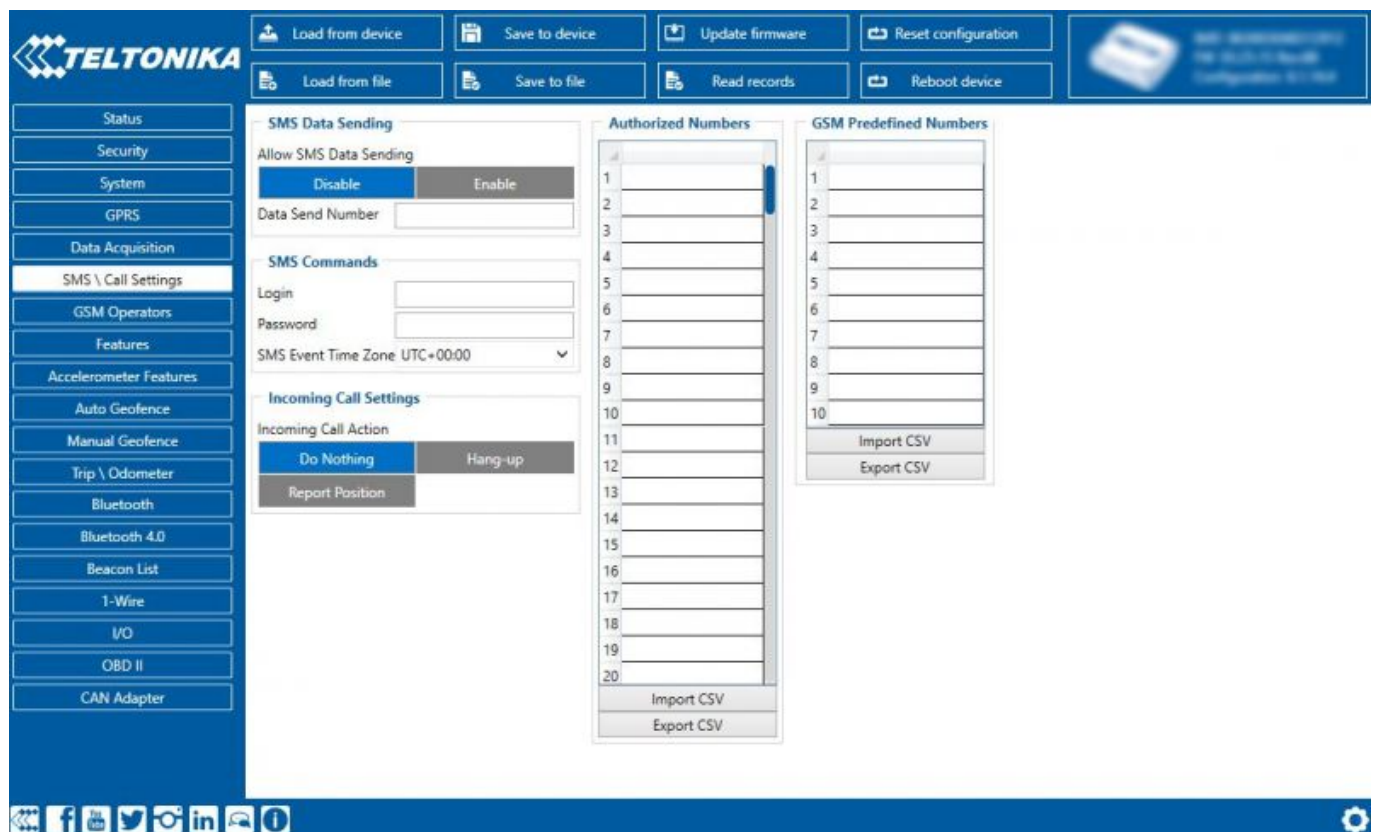 TELTONIKA
Load from device
Save to device
Update firmware
Reset configuration
Load from file
Save to file
Read records
Reboot device
Status
Security
System
GPRS
Data Acquisition
SMS \ Call Settings
GSM Operators
Features
Accelerometer Features
Auto Geofence
Manual Geofence
Trip \ Odometer
Bluetooth
Bluetooth 4.0
Beacon List
1-Wire
I/O
OBD II
CAN Adapter
SMS Data Sending
Allow SMS Data Sending
Disable Enable
Data Send Number
SMS Commands
Login
Password
SMS Event Time Zone UTC+00:00
Incoming Call Settings
Incoming Call Action
Do Nothing Hang-up
Report Position
Authorized Numbers
1
2
3
4
5
6
7
8
9
10
11
12
13
14
15
16
17
18
19
20
Import CSV
Export CSV
GSM Predefined Numbers
1
2
3
4
5
6
7
8
9
10
Import CSV
Export CSV
f You Tube in i